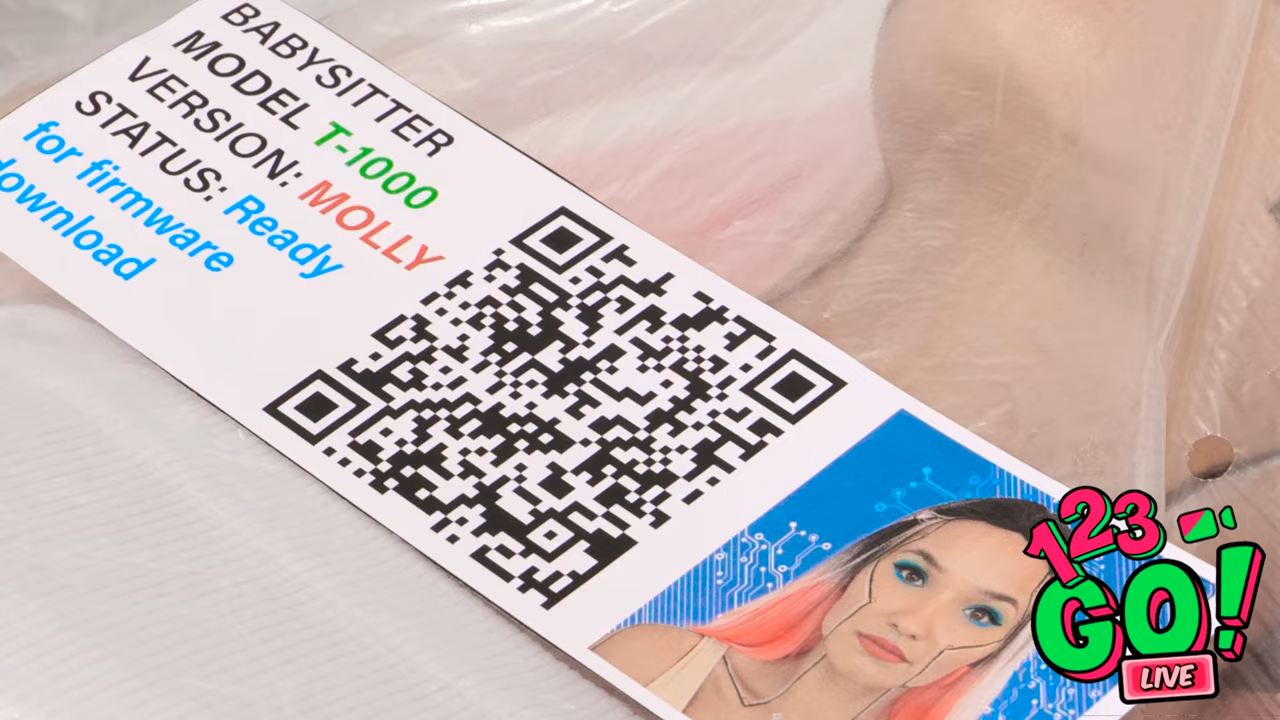 BABYSITTER
MODEL T-1000
VERSION: MOLLY
STATUS: Ready
for firmware
download
123
GO!
LIVE